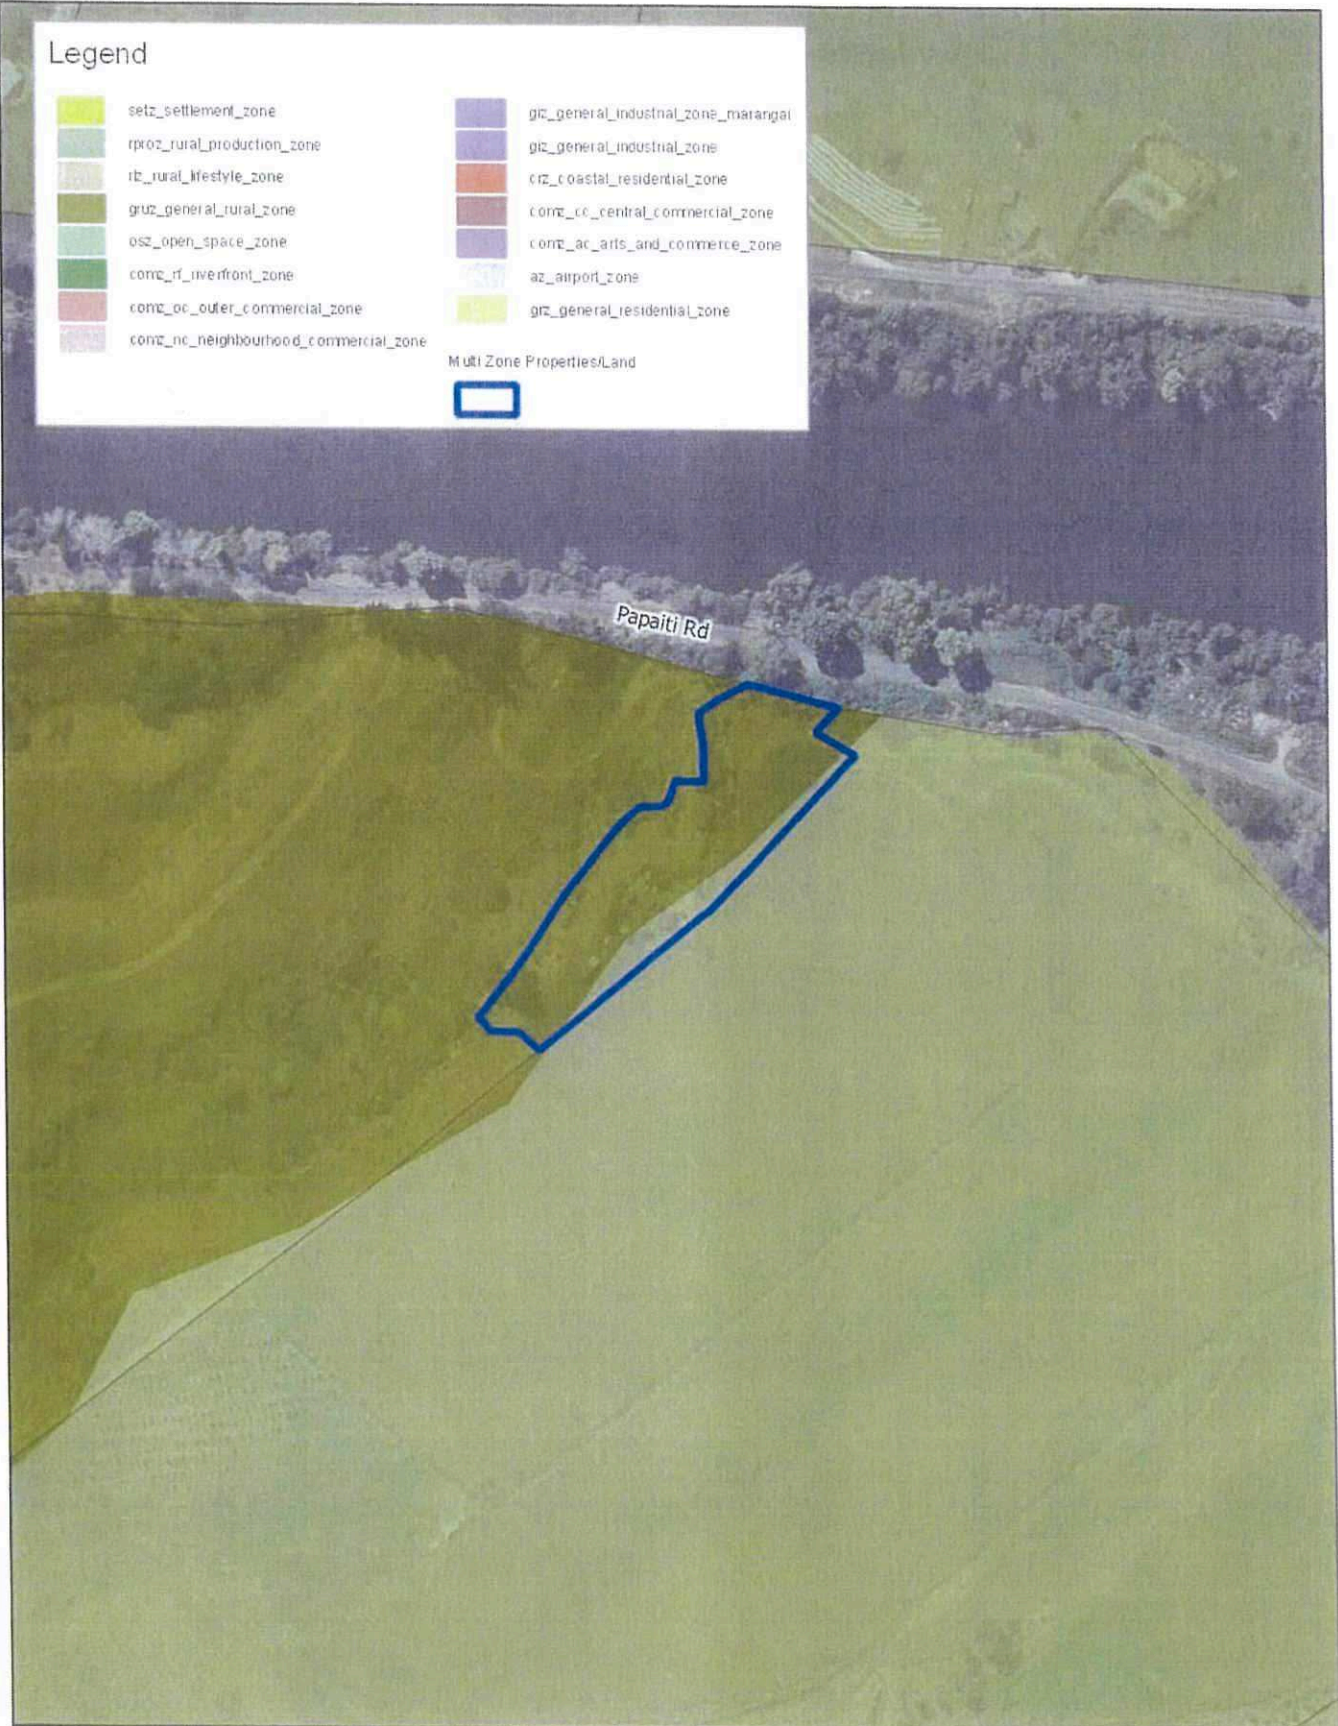 Legend
setz_settlement_zone
rproz_rural_production_zone
rlz_rural_lifestyle_zone
gruz_general_rural_zone
osz_open_space_zone
comz_rf_riverfront_zone
comz_oc_outer_commercial_zone
comz_nc_neighbourhood_commercial_zone
giz_general_industrial_zone_marangai
giz_general_industrial_zone
crz_coastal_residential_zone
comz_cc_central_commercial_zone
comz_ac_arts_and_commerce_zone
az_airport_zone
grz_general_residential_zone
Multi Zone Properties/Land
Papaiti Rd